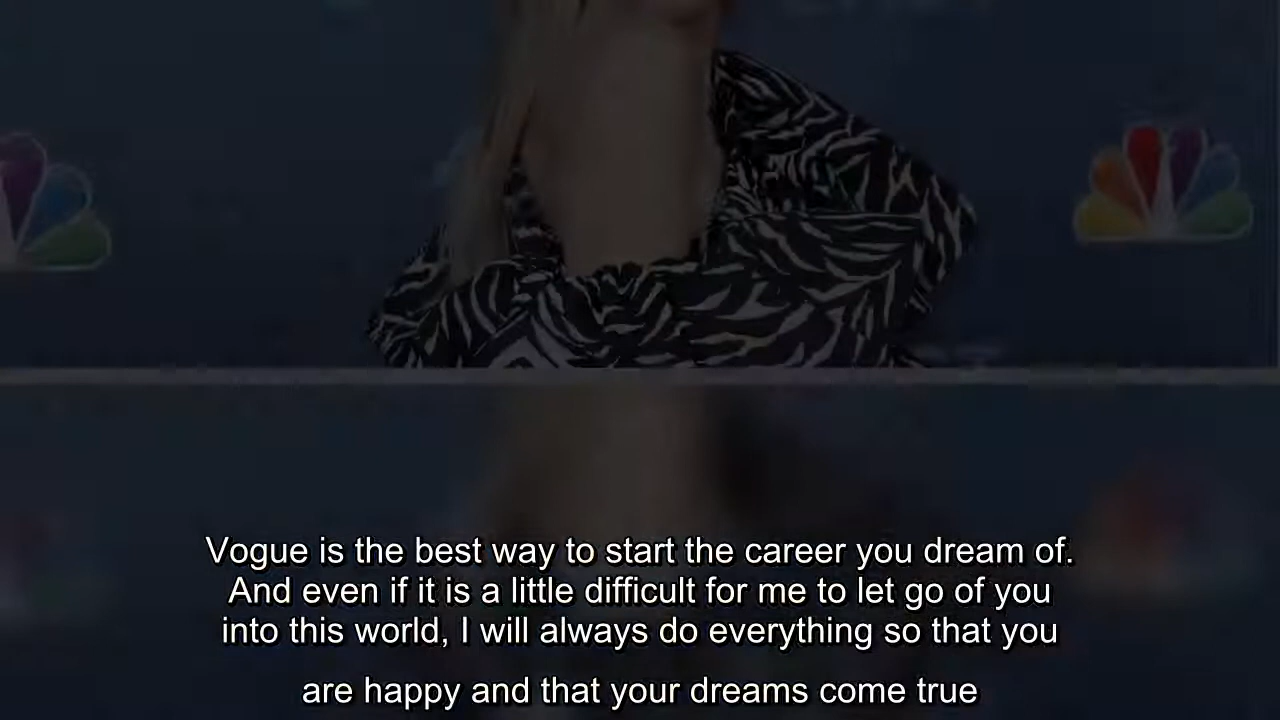 Vogue is the best way to start the career you dream of.
And even if it is a little difficult for me to let go of you
into this world, I will always do everything so that you
are happy and that your dreams come true